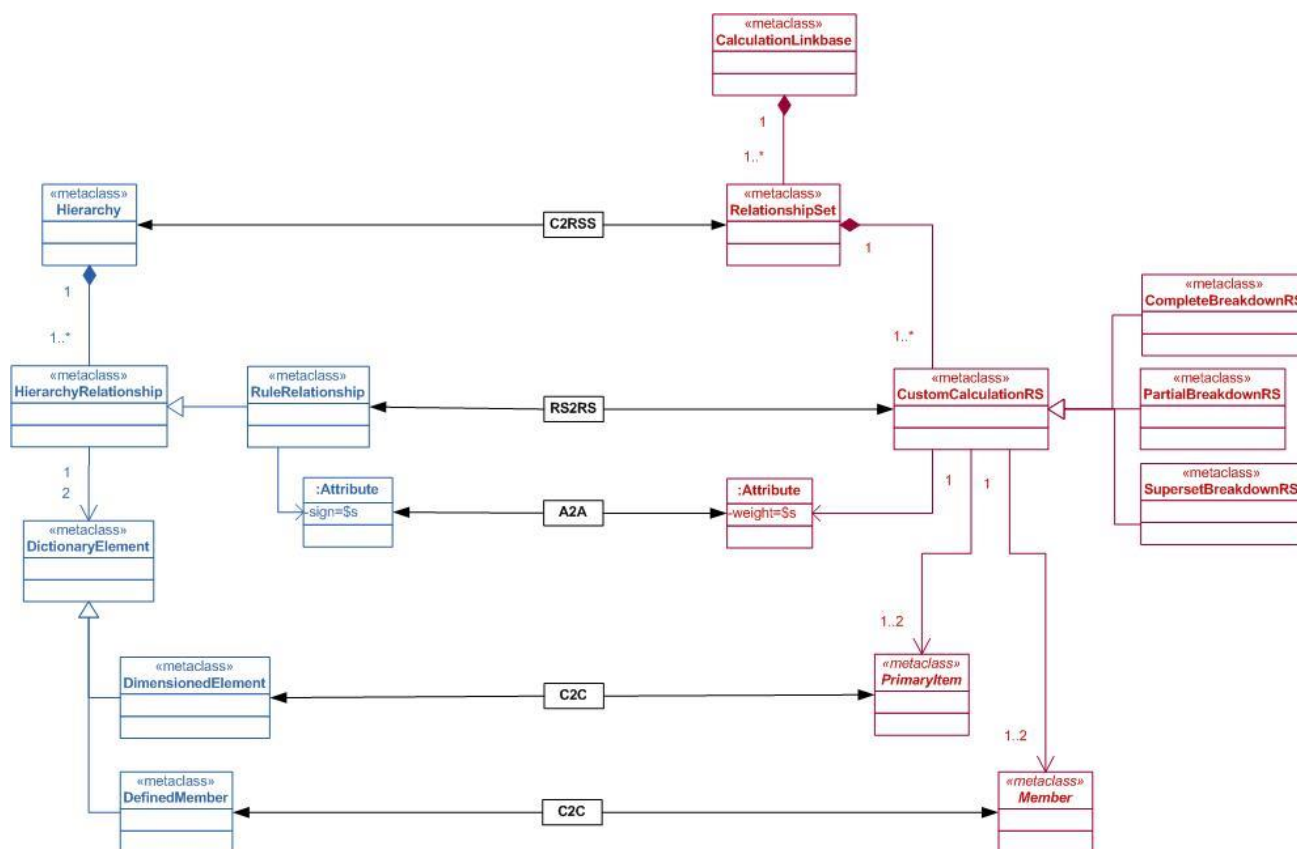 «metaclass»
CalculationLinkbase
1
1..*
«metaclass»
Hierarchy
C2RSS
«metaclass»
RelationshipSet
1
1
1..*
«metaclass»
CompleteBreakdownRS
1..*
«metaclass»
HierarchyRelationship
«metaclass»
RuleRelationship
RS2RS
«metaclass»
CustomCalculationRS
«metaclass»
PartialBreakdownRS
1
2
:Attribute
-sign=$s
A2A
:Attribute
-weight=$s
1
1
«metaclass»
SupersetBreakdownRS
«metaclass»
DictionaryElement
1..2
«metaclass»
DimensionedElement
C2C
«metaclass»
PrimaryItem
1..2
«metaclass»
DefinedMember
C2C
«metaclass»
Member